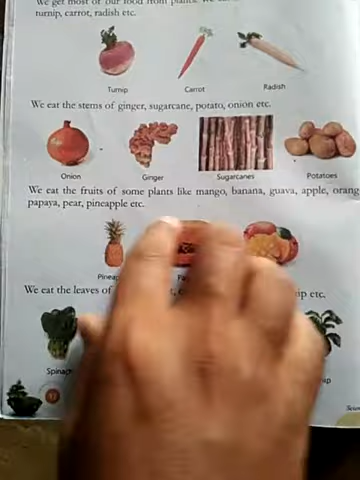 We get most of our food from plants.
turnip, carrot, radish etc.
Turnip Carrot Radish
We eat the stems of ginger, sugarcane, potato, onion etc.
Onion Ginger Sugarcanes Potatoes
We eat the fruits of some plants like mango, banana, guava, apple, orang
papaya, pear, pineapple etc.
Pineap
We eat the leaves of
ip etc.
Spinac